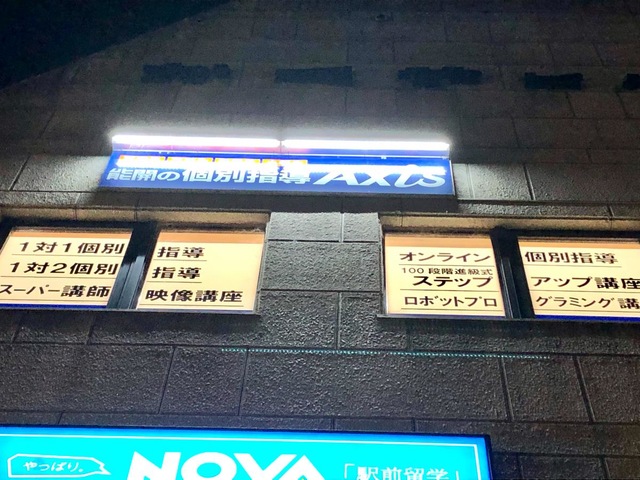 能開の個別指導 AXIS
1対1個別指導
1対2個別指導
スーパー講師映像講座
オンライン個別指導
100段階進級式
ステップアップ講座
ロボットプログラミング講
やっぱり。
NOVA「駅前留学」